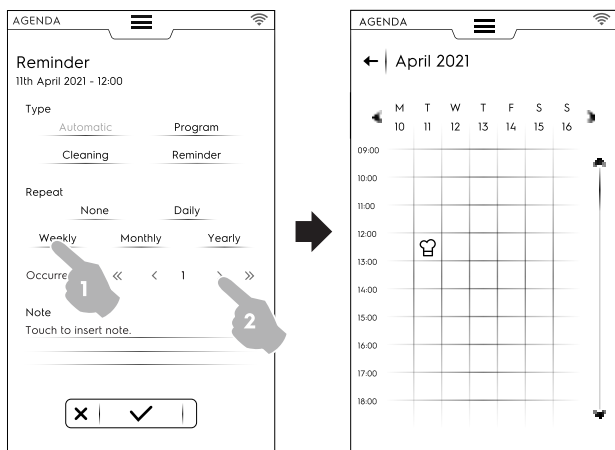 AGENDA
Reminder
11th April 2021 - 12:00
Type
Automatic Program
Cleaning Reminder
Repeat
None Daily
Weekly Monthly Yearly
1 « < 1 »
2
Note
Touch to insert note.
AGENDA
April 2021
M T W T F S S
10 11 12 13 14 15 16
09:00
10:00
11:00
12:00
13:00
14:00
15:00
16:00
17:00
18:00